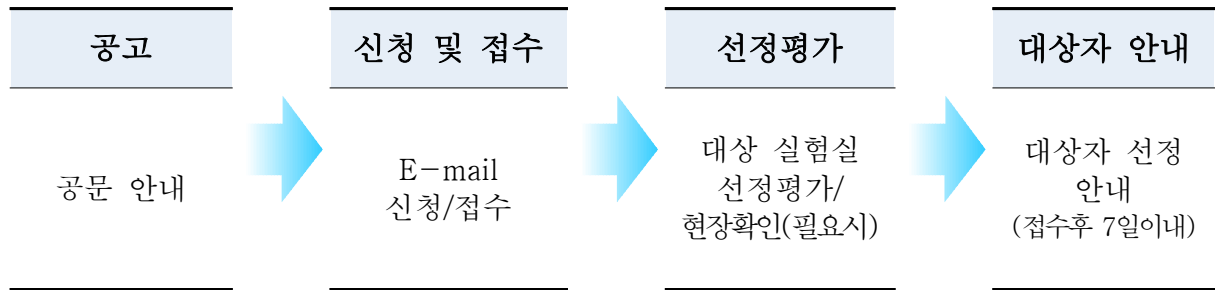 공고
공문 안내
신청 및 접수
E-mail
신청/접수
선정평가
대상 실험실
선정평가/
현장확인(필요시)
대상자 안내
대상자 선정
안내
(접수후 7일이내)